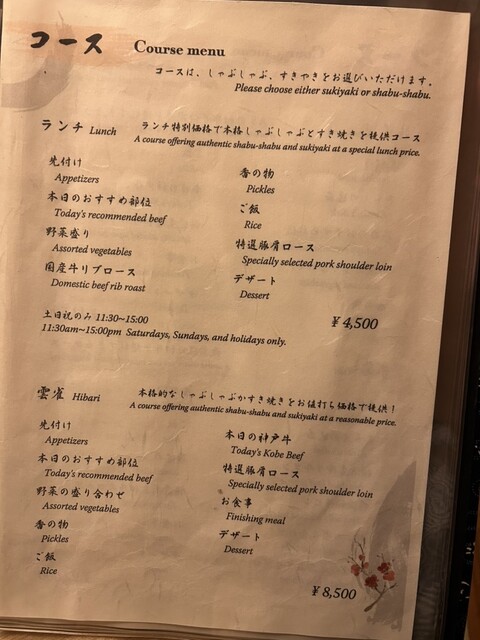 コース Course menu
コースは、しゃぶしゃぶ、すきやきをお選びいただけます。
Please choose either sukiyaki or shabu-shabu.
ランチ Lunch ランチ特別価格で本格しゃぶしゃぶとすき焼きを提供コース
A course offering authentic shabu-shabu and sukiyaki at a special lunch price.
先付け
Appetizers
本日のおすすめ部位
Today's recommended beef
野菜盛り
Assorted vegetables
国産牛リブロース
Domestic beef rib roast
香の物
Pickles
ご飯
Rice
特選豚肩ロース
Specially selected pork shoulder loin
デザート
Dessert
¥4,500
土日祝のみ 11:30~15:00
11:30am~15:00pm Saturdays, Sundays, and holidays only.
雲雀 Hibari 本格的なしゃぶしゃぶかすき焼きをお値打ち価格で提供！
A course offering authentic shabu-shabu and sukiyaki at a reasonable price.
先付け
Appetizers
本日のおすすめ部位
Today's recommended beef
野菜の盛り合わせ
Assorted vegetables
香の物
Pickles
ご飯
Rice
本日の神戸牛
Today's Kobe Beef
特選豚肩ロース
Specially selected pork shoulder loin
お食事
Finishing meal
デザート
Dessert
¥8,500